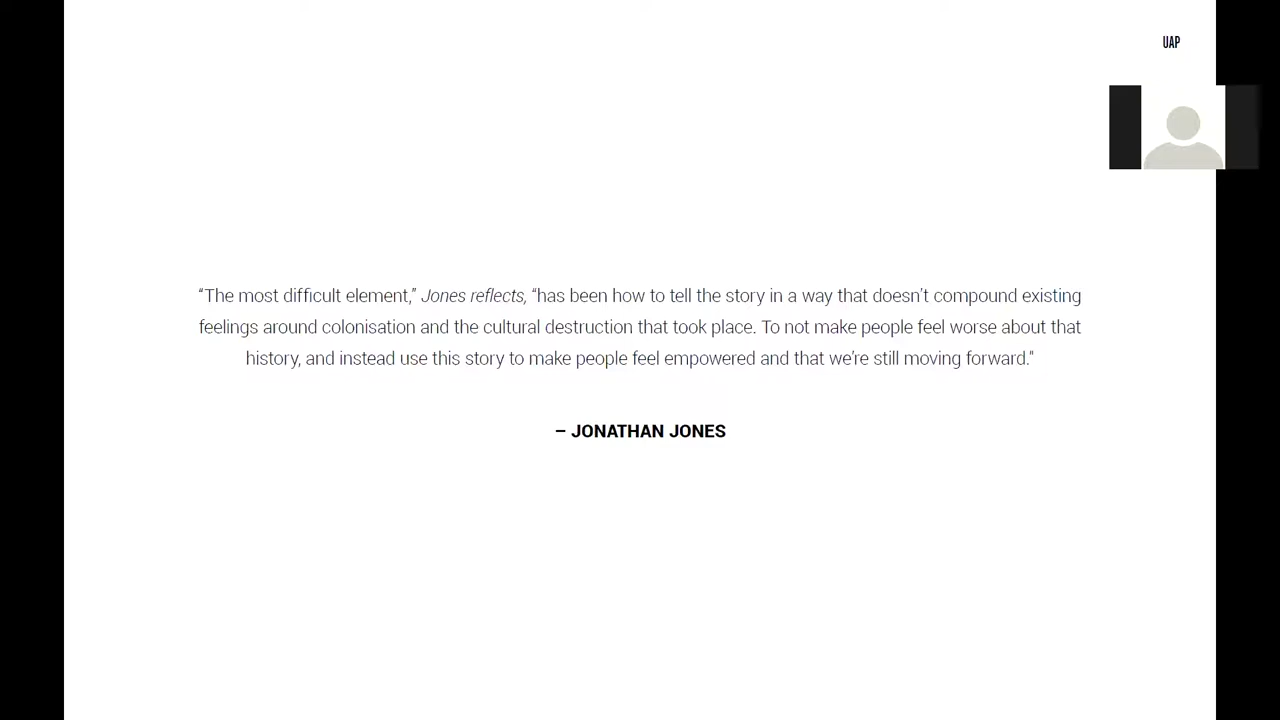 UAP
“The most difficult element,” Jones reflects, “has been how to tell the story in a way that doesn’t compound existing
feelings around colonisation and the cultural destruction that took place. To not make people feel worse about that
history, and instead use this story to make people feel empowered and that we’re still moving forward."
– JONATHAN JONES